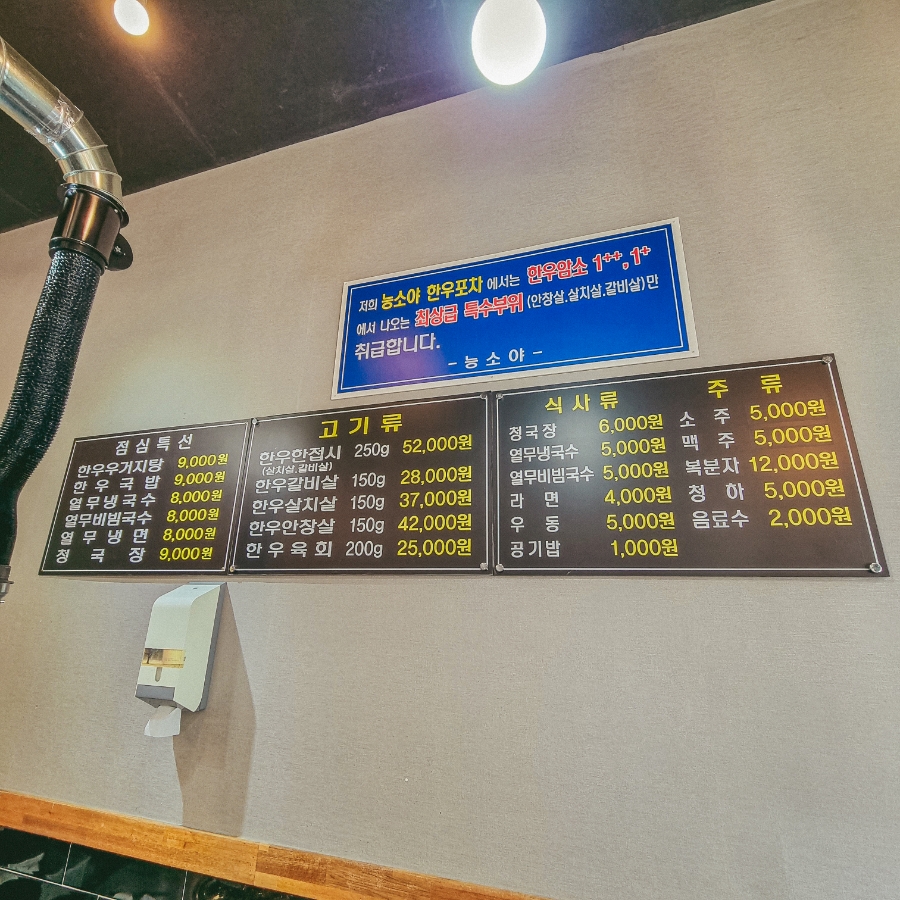 저희 농소야 한우포차 에서는 한우암소 1⁺⁺,1⁺
에서 나오는 최상급 특수부위 (안창살,살치살,갈비살)만
취급합니다.
- 농소야 -
점심특선
한우우거지탕 9,000원
한우국밥 9,000원
열무냉국수 8,000원
열무비빔국수 8,000원
열무냉면 8,000원
청국장 9,000원
고기류
한우한접시 250g 52,000원
(살치살,갈비살)
한우갈비살 150g 28,000원
한우살치살 150g 37,000원
한우안창살 150g 42,000원
한우육회 200g 25,000원
식사류
청국장 6,000원
열무냉국수 5,000원
열무비빔국수 5,000원
라면 4,000원
우동 5,000원
공기밥 1,000원
주류
소주 5,000원
맥주 5,000원
복분자 12,000원
청하 5,000원
음료수 2,000원